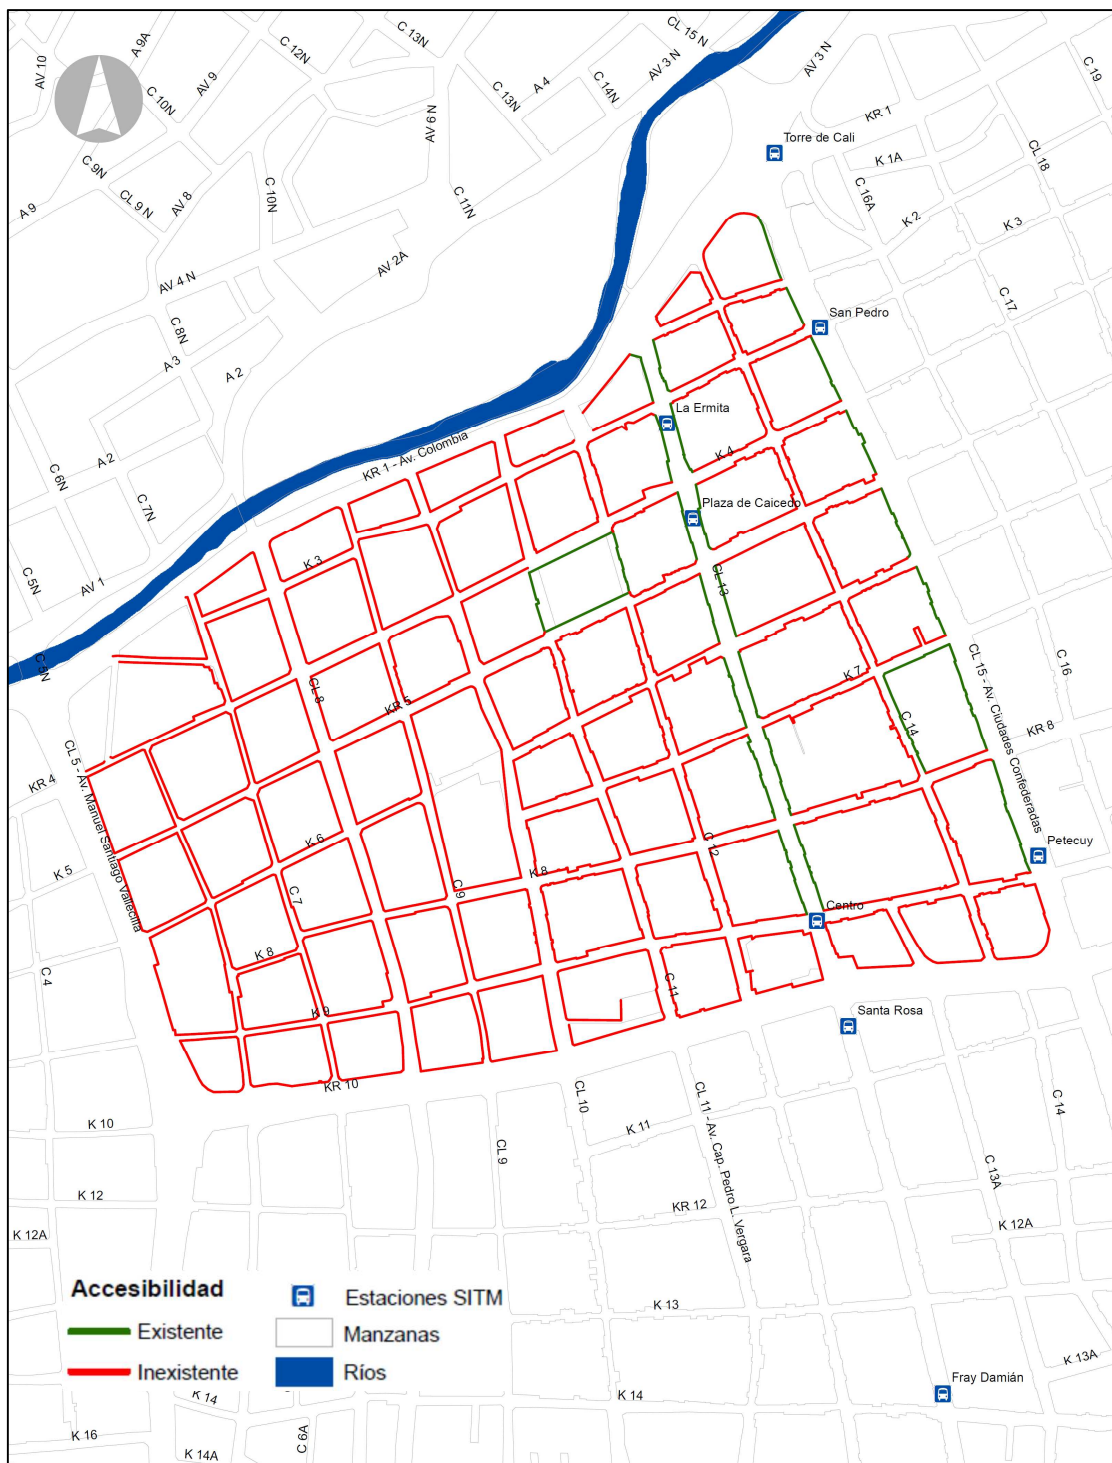 CL 15 N
C 13N
A 9A
C 12N
AV 3 N
AV 3 N
AV 10
AV 9
A 4
C 14N
C 19
C 10N
C 13N
AV 6 N
KR 1
Torre de Cali
CL 18
K 1A
C 9N
C 16A
AV 8
CL 9 N
C 10N
C 11N
A 9
K 2
K 3
AV 2A
AV 4 N
C 17
San Pedro
C 8N
A 3
A 2
La Ermita
KR 1 - Av. Colombia
K 4
A 2
C 6N
C 7N
Plaza de Caicedo
K 3
C 5N
AV 1
CL 13
C 3N
C 16
CL 8
K 7
KR 5
CL 15 - Av. Ciudades Confederadas
C 14
KR 8
KR 4
CL 5 - Av. Manuel Santiago Vallecilla
K 6
C 12
Petecuy
K 5
K 8
C 7
C 9
Centro
K 8
C 4
C 11
K 9
Santa Rosa
KR 10
CL 10
C 14
K 10
K 11
CL 9
CL 11 - Av. Cap. Pedro L. Vergara
C 13A
K 12
KR 12
K 12A
K 12A
Accesibilidad
Estaciones SITM
K 13
Existente
Manzanas
K 13A
Inexistente
Ríos
Fray Damián
K 14
K 14
K 16
C 6A
K 14A